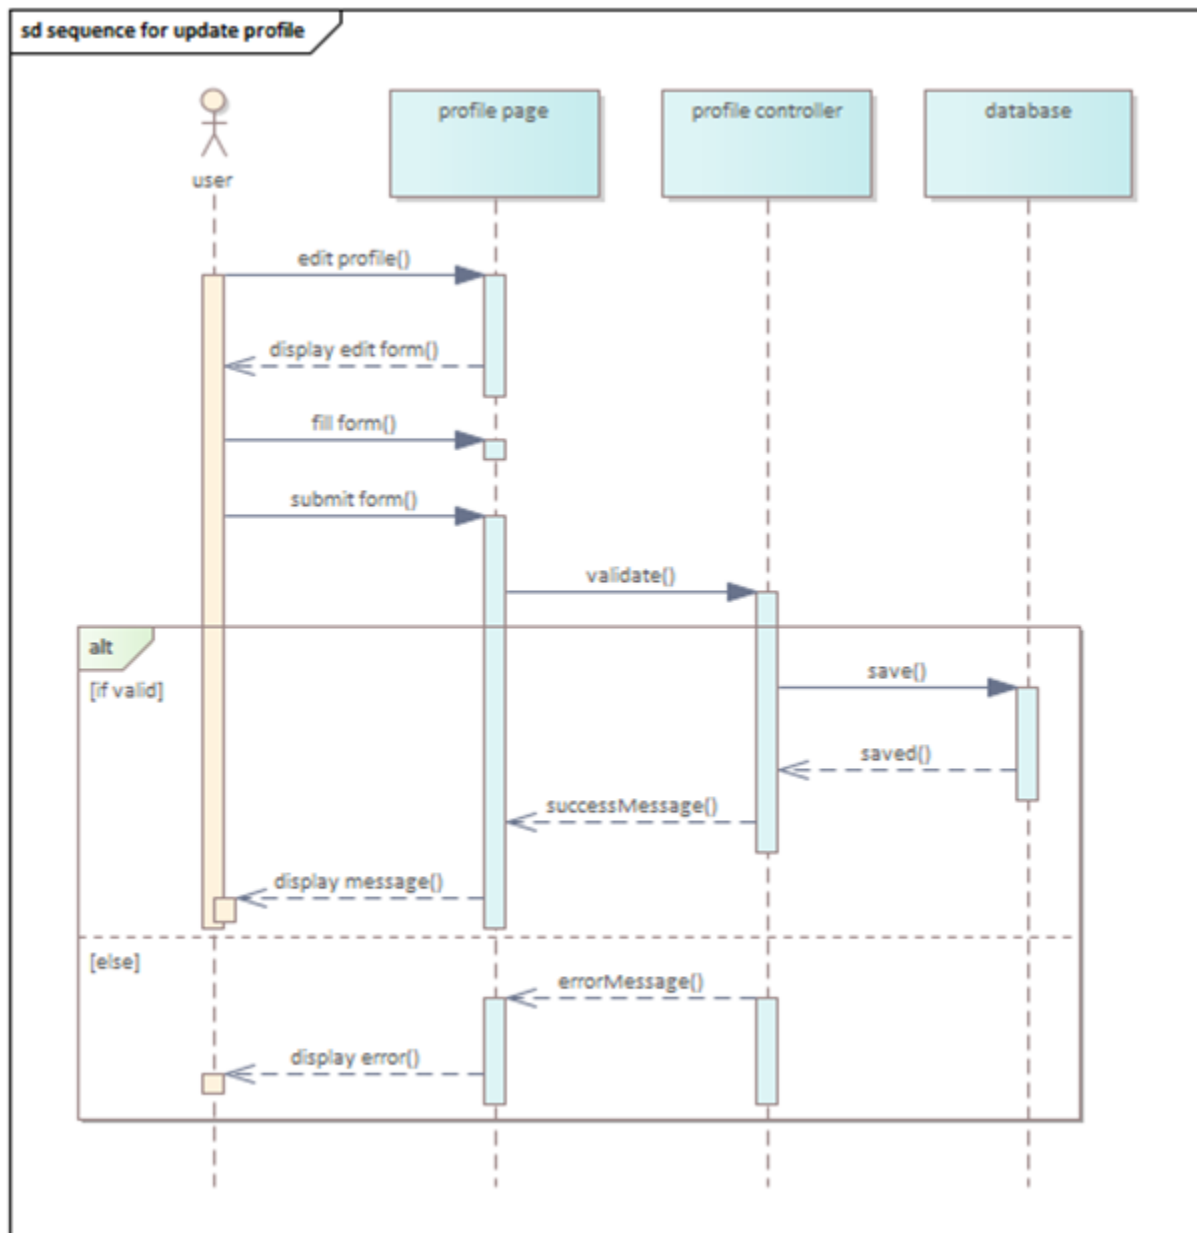 sd sequence for update profile
user
profile page
profile controller
database
edit profile()
display edit form()
fill form()
submit form()
validate()
alt
[if valid]
save()
saved()
successMessage()
display message()
[else]
errorMessage()
display error()